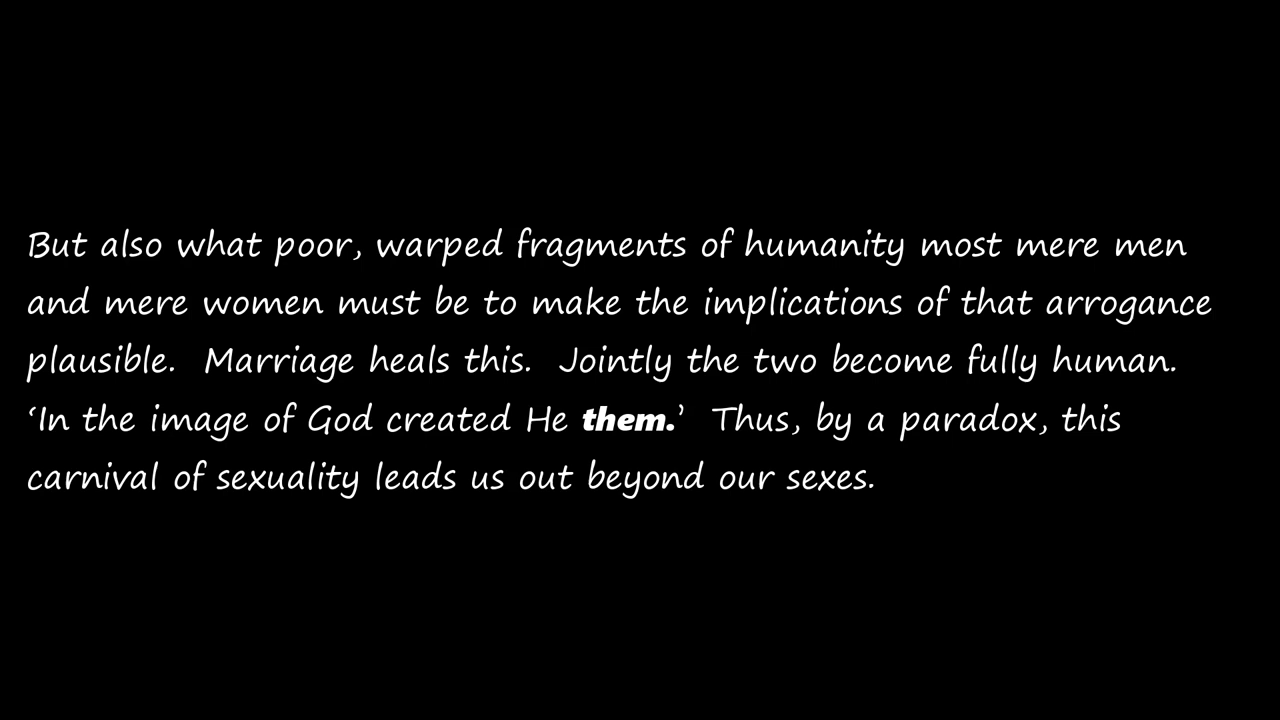 But also what poor, warped fragments of humanity most mere men
and mere women must be to make the implications of that arrogance
plausible.  Marriage heals this.  Jointly the two become fully human.
‘In the image of God created He them.’  Thus, by a paradox, this
carnival of sexuality leads us out beyond our sexes.